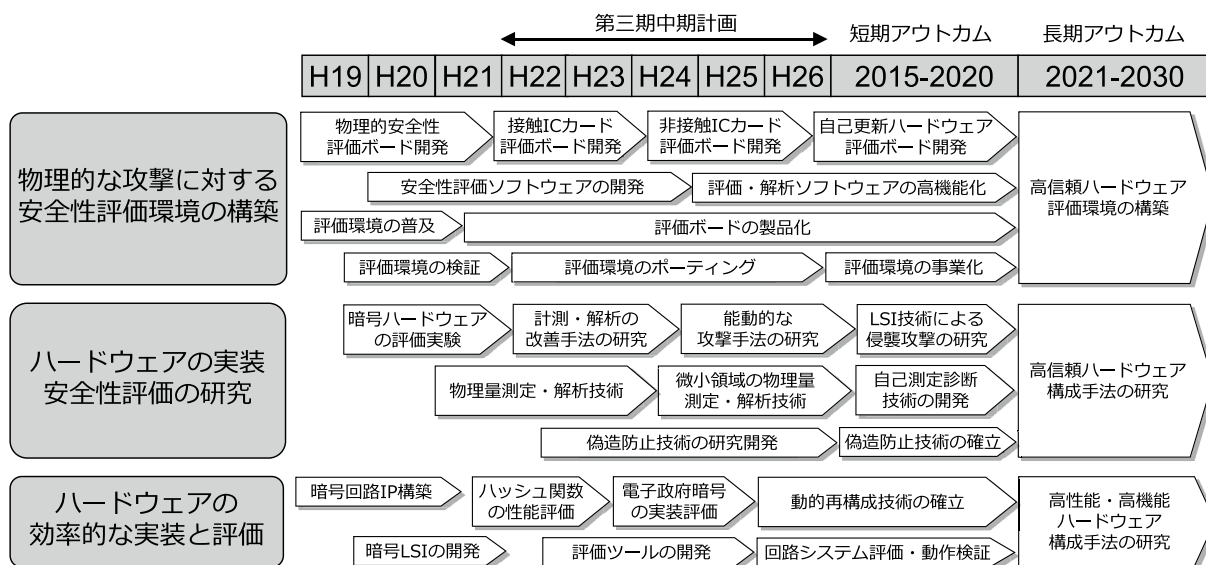 第三期中期計画
短期アウトカム
長期アウトカム
H19 H20 H21 H22 H23 H24 H25 H26 2015-2020 2021-2030
物理的な攻撃に対する
安全性評価環境の構築
物理的安全性
評価ボード開発
接触ICカード
評価ボード開発
非接触ICカード
評価ボード開発
自己更新ハードウェア
評価ボード開発
安全性評価ソフトウェアの開発
評価・解析ソフトウェアの高機能化
評価環境の普及
評価ボードの製品化
評価環境の検証
評価環境のポーティング
評価環境の事業化
高信頼ハードウェア
評価環境の構築
ハードウェアの実装
安全性評価の研究
暗号ハードウェア
の評価実験
計測・解析の
改善手法の研究
能動的な
攻撃手法の研究
LSI技術による
侵襲攻撃の研究
物理量測定・解析技術
微小領域の物理量
測定・解析技術
自己測定診断
技術の開発
偽造防止技術の研究開発
偽造防止技術の確立
高信頼ハードウェア
構成手法の研究
ハードウェアの
効率的な実装と評価
暗号回路IP構築
ハッシュ関数
の性能評価
電子政府暗号
の実装評価
動的再構成技術の確立
暗号LSIの開発
評価ツールの開発
回路システム評価・動作検証
高性能・高機能
ハードウェア
構成手法の研究